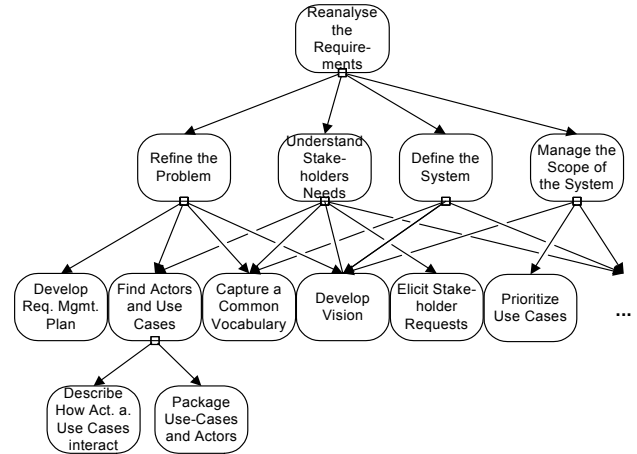 Reanalyse
the
Require-
ments
Refine the
Problem
Understand
Stake-
holders
Needs
Define the
System
Manage the
Scope of
the System
Develop
Req. Mgmt.
Plan
Find Actors
and Use
Cases
Capture a
Common
Vocabulary
Develop
Vision
Elicit Stake-
holder
Requests
Prioritize
Use Cases
...
Describe
How Act. a.
Use Cases
interact
Package
Use-Cases
and Actors